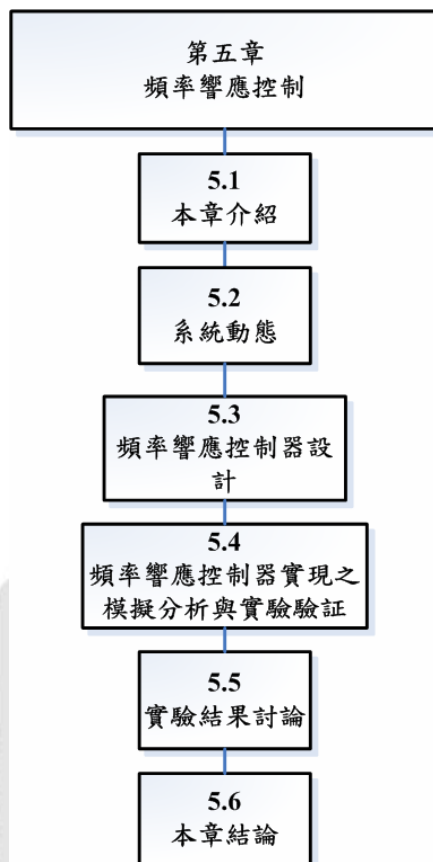 第五章
頻率響應控制
5.1
本章介紹
5.2
系統動態
5.3
頻率響應控制器設
計
5.4
頻率響應控制器實現之
模擬分析與實驗驗証
5.5
實驗結果討論
5.6
本章結論